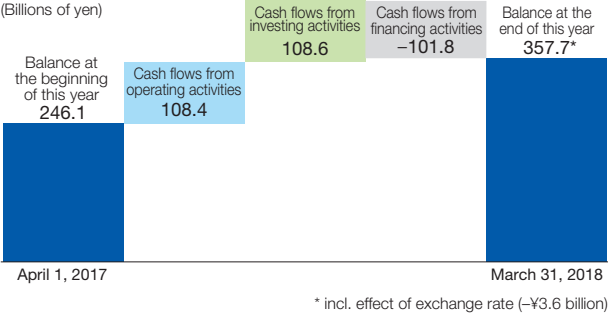 (Billions of yen)
Balance at
the beginning
of this year
246.1
Cash flows from
operating activities
108.4
Cash flows from
investing activities
108.6
Cash flows from
financing activities
−101.8
Balance at the
end of this year
357.7*
April 1, 2017
March 31, 2018
* incl. effect of exchange rate (−¥3.6 billion)